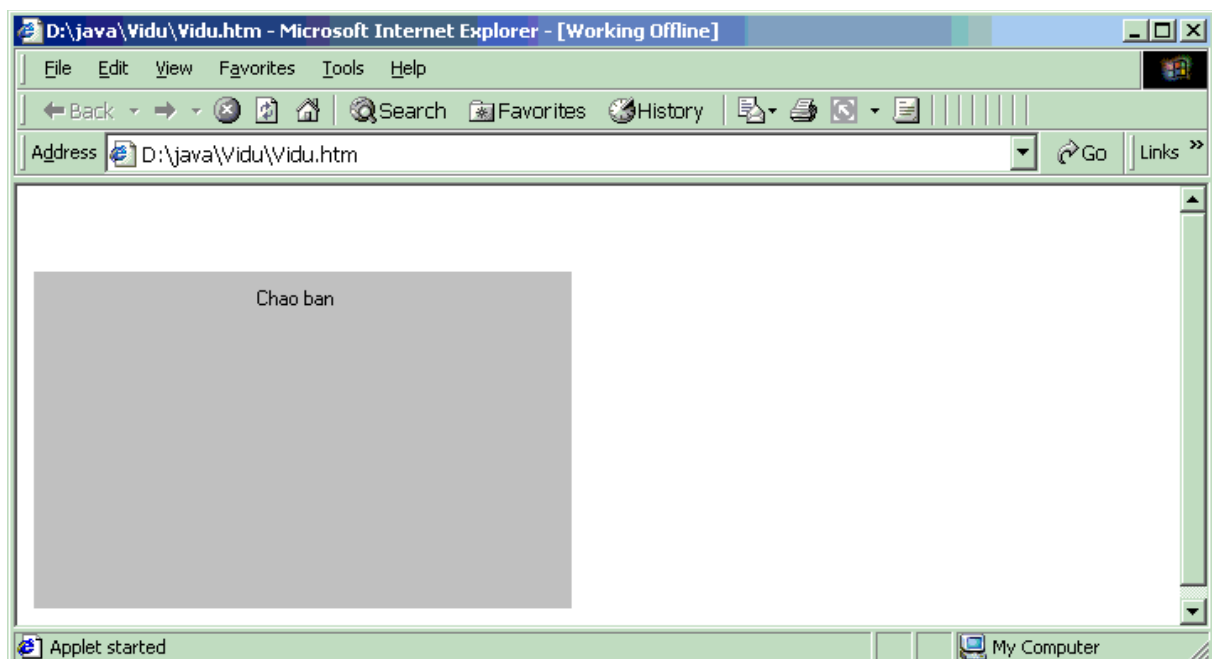 D:\java\Vidu\Vidu.htm - Microsoft Internet Explorer - [Working Offline]
File Edit View Favorites Tools Help
Back Search Favorites History
Address D:\java\Vidu\Vidu.htm Go Links »
Chao ban
Applet started My Computer